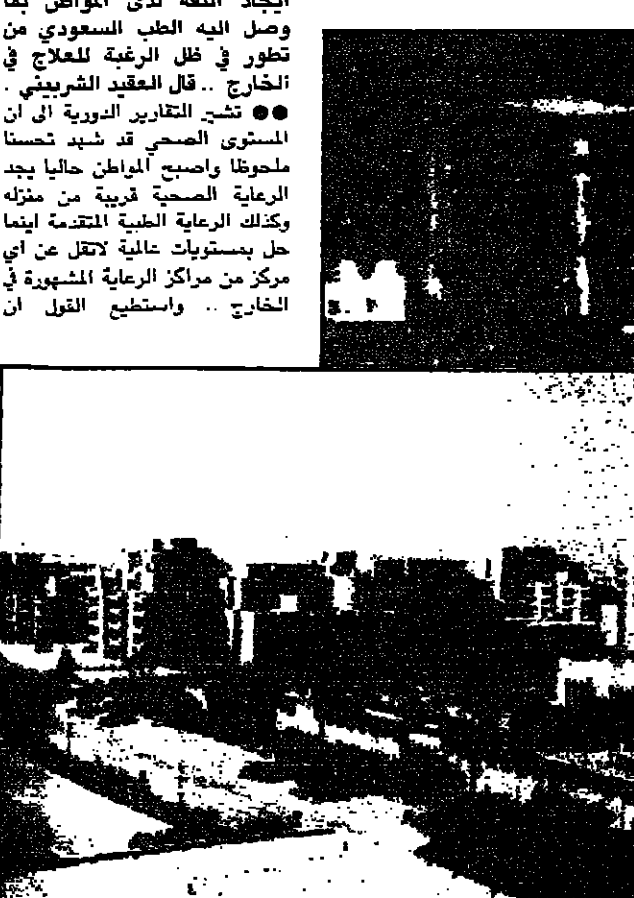 ايجاد الثقة لدى المواطن بما
وصل اليه الطب السعودي من
تطور في ظل الرغبة للعلاج في
الخارج .. قال العقيد الشربيني .
●● تشير التقارير الدورية الى ان
المستوى الصحي قد شهد تحسنا
ملحوظا واصبح المواطن حاليا يجد
الرعاية الصحية قريبة من منزله
وكذلك الرعاية الطبية المتقدمة اينما
حل بمستويات عالمية لاتقل عن اي
مركز من مراكز الرعاية المشهورة في
الخارج .. واستطيع القول ان